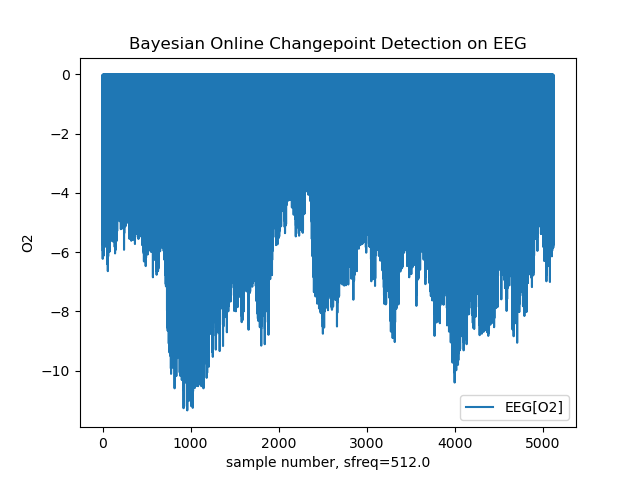 Bayesian Online Changepoint Detection on EEG
0
−2
−4
−6
−8
−10
O2
EEG[O2]
0 1000 2000 3000 4000 5000
sample number, sfreq=512.0